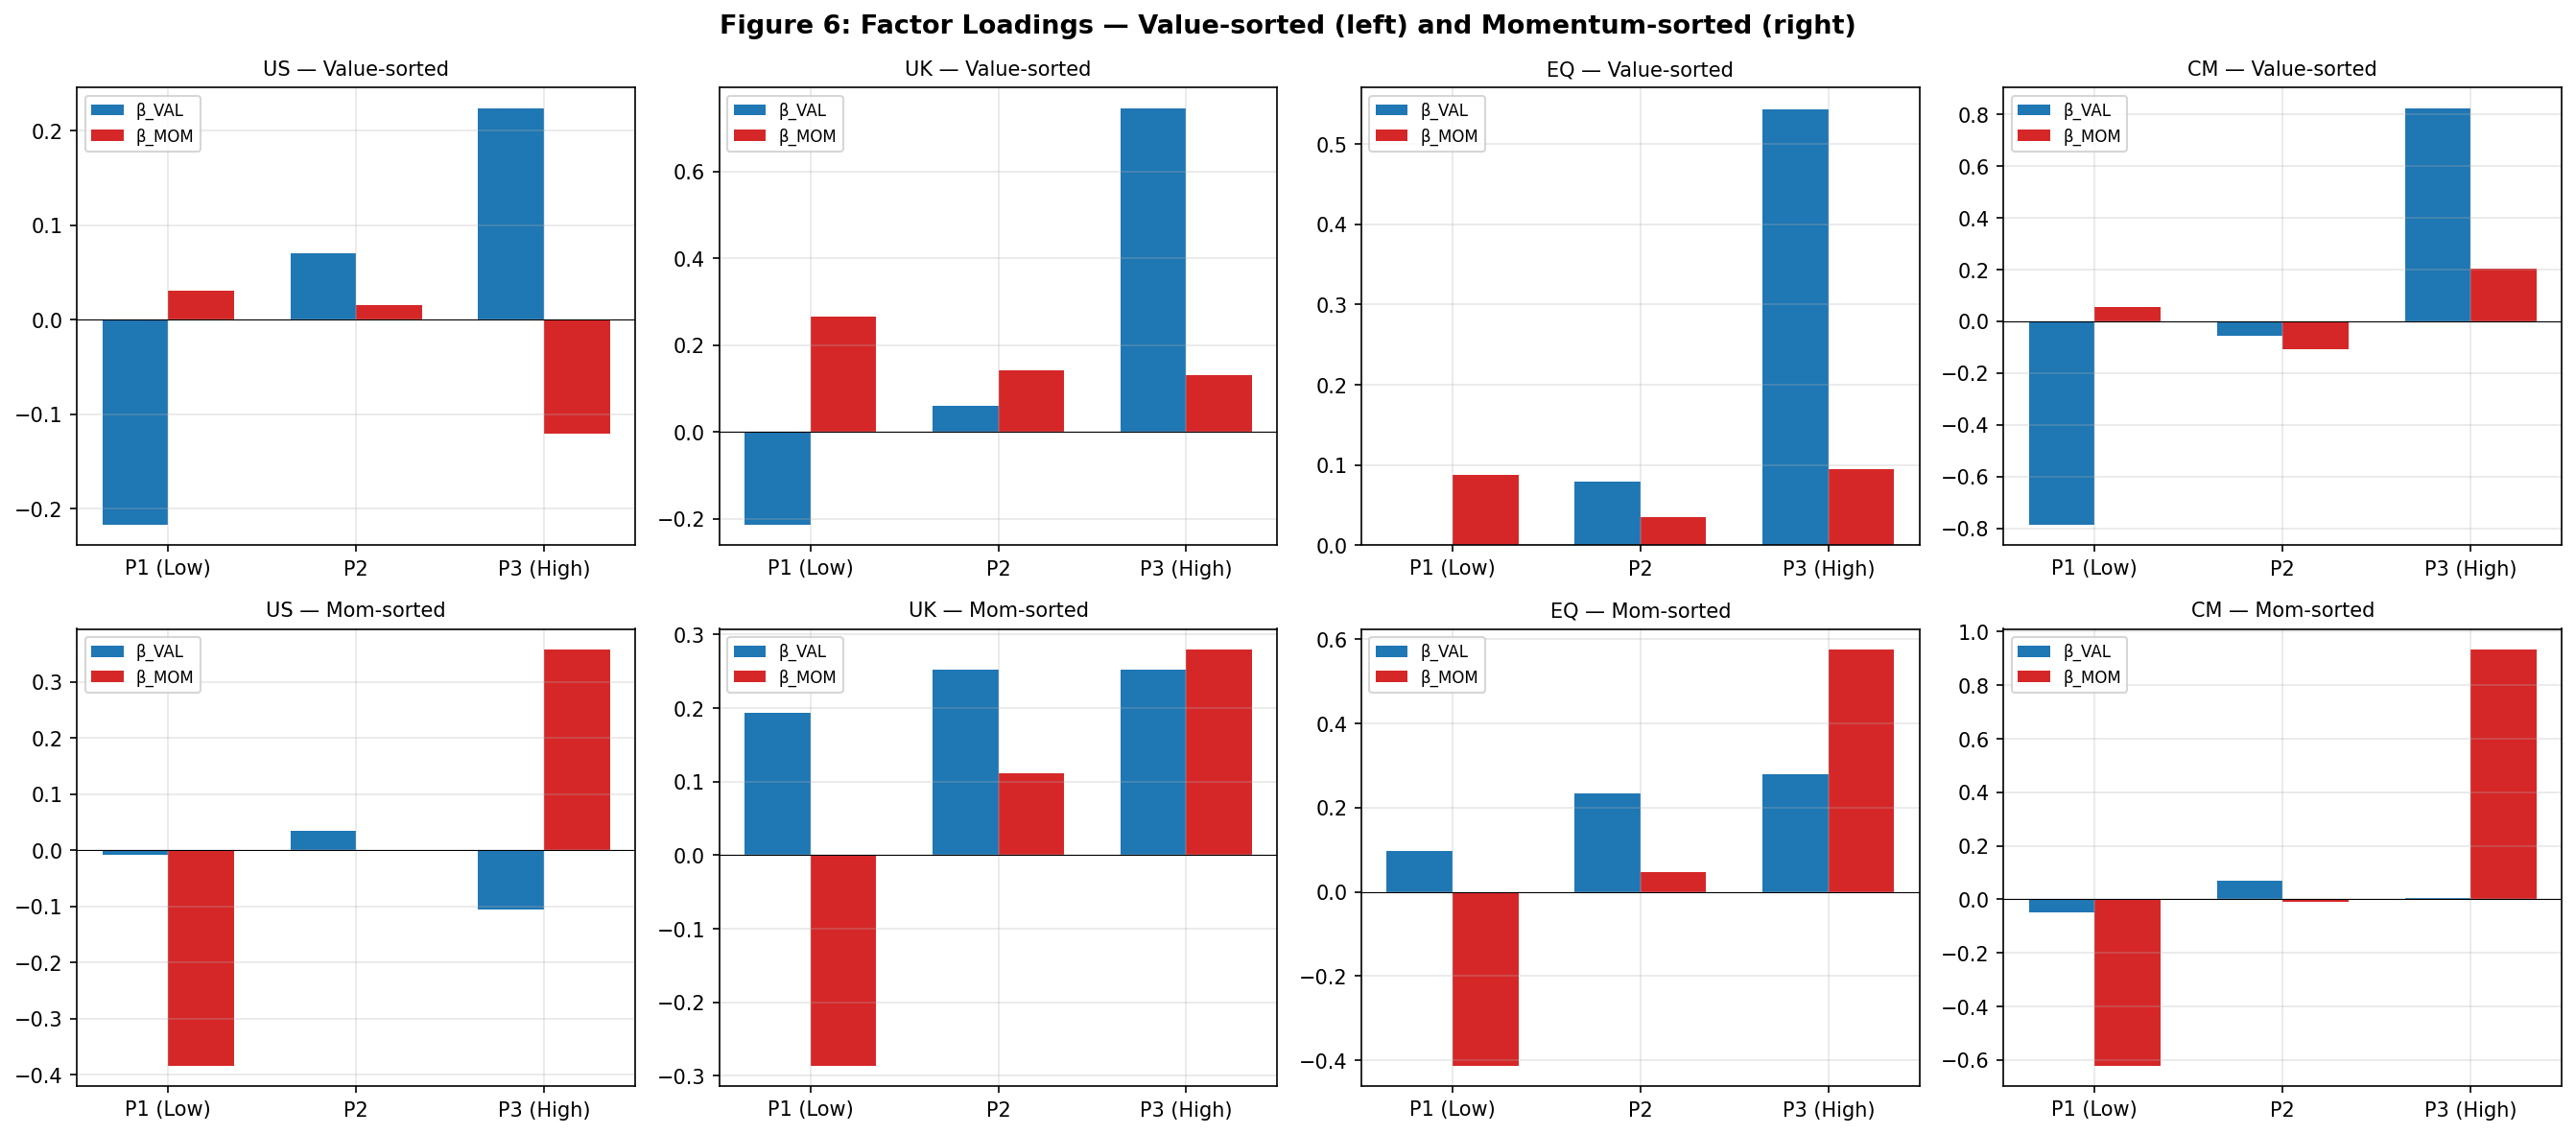 Figure 6: Factor Loadings — Value-sorted (left) and Momentum-sorted (right)
US — Value-sorted
β_VAL
β_MOM
0.2
0.1
0.0
−0.1
−0.2
P1 (Low) P2 P3 (High)
UK — Value-sorted
β_VAL
β_MOM
0.6
0.4
0.2
0.0
−0.2
P1 (Low) P2 P3 (High)
EQ — Value-sorted
β_VAL
β_MOM
0.5
0.4
0.3
0.2
0.1
0.0
P1 (Low) P2 P3 (High)
CM — Value-sorted
β_VAL
β_MOM
0.8
0.6
0.4
0.2
0.0
−0.2
−0.4
−0.6
−0.8
P1 (Low) P2 P3 (High)
US — Mom-sorted
β_VAL
β_MOM
0.3
0.2
0.1
0.0
−0.1
−0.2
−0.3
−0.4
P1 (Low) P2 P3 (High)
UK — Mom-sorted
β_VAL
β_MOM
0.3
0.2
0.1
0.0
−0.1
−0.2
−0.3
P1 (Low) P2 P3 (High)
EQ — Mom-sorted
β_VAL
β_MOM
0.6
0.4
0.2
0.0
−0.2
−0.4
P1 (Low) P2 P3 (High)
CM — Mom-sorted
β_VAL
β_MOM
1.0
0.8
0.6
0.4
0.2
0.0
−0.2
−0.4
−0.6
P1 (Low) P2 P3 (High)